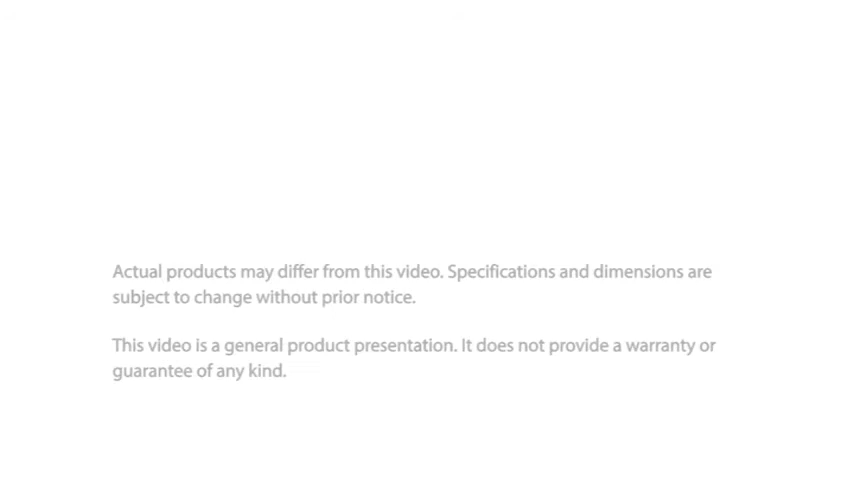 Actual products may differ from this video. Specifications and dimensions are
subject to change without prior notice.
This video is a general product presentation. It does not provide a warranty or
guarantee of any kind.